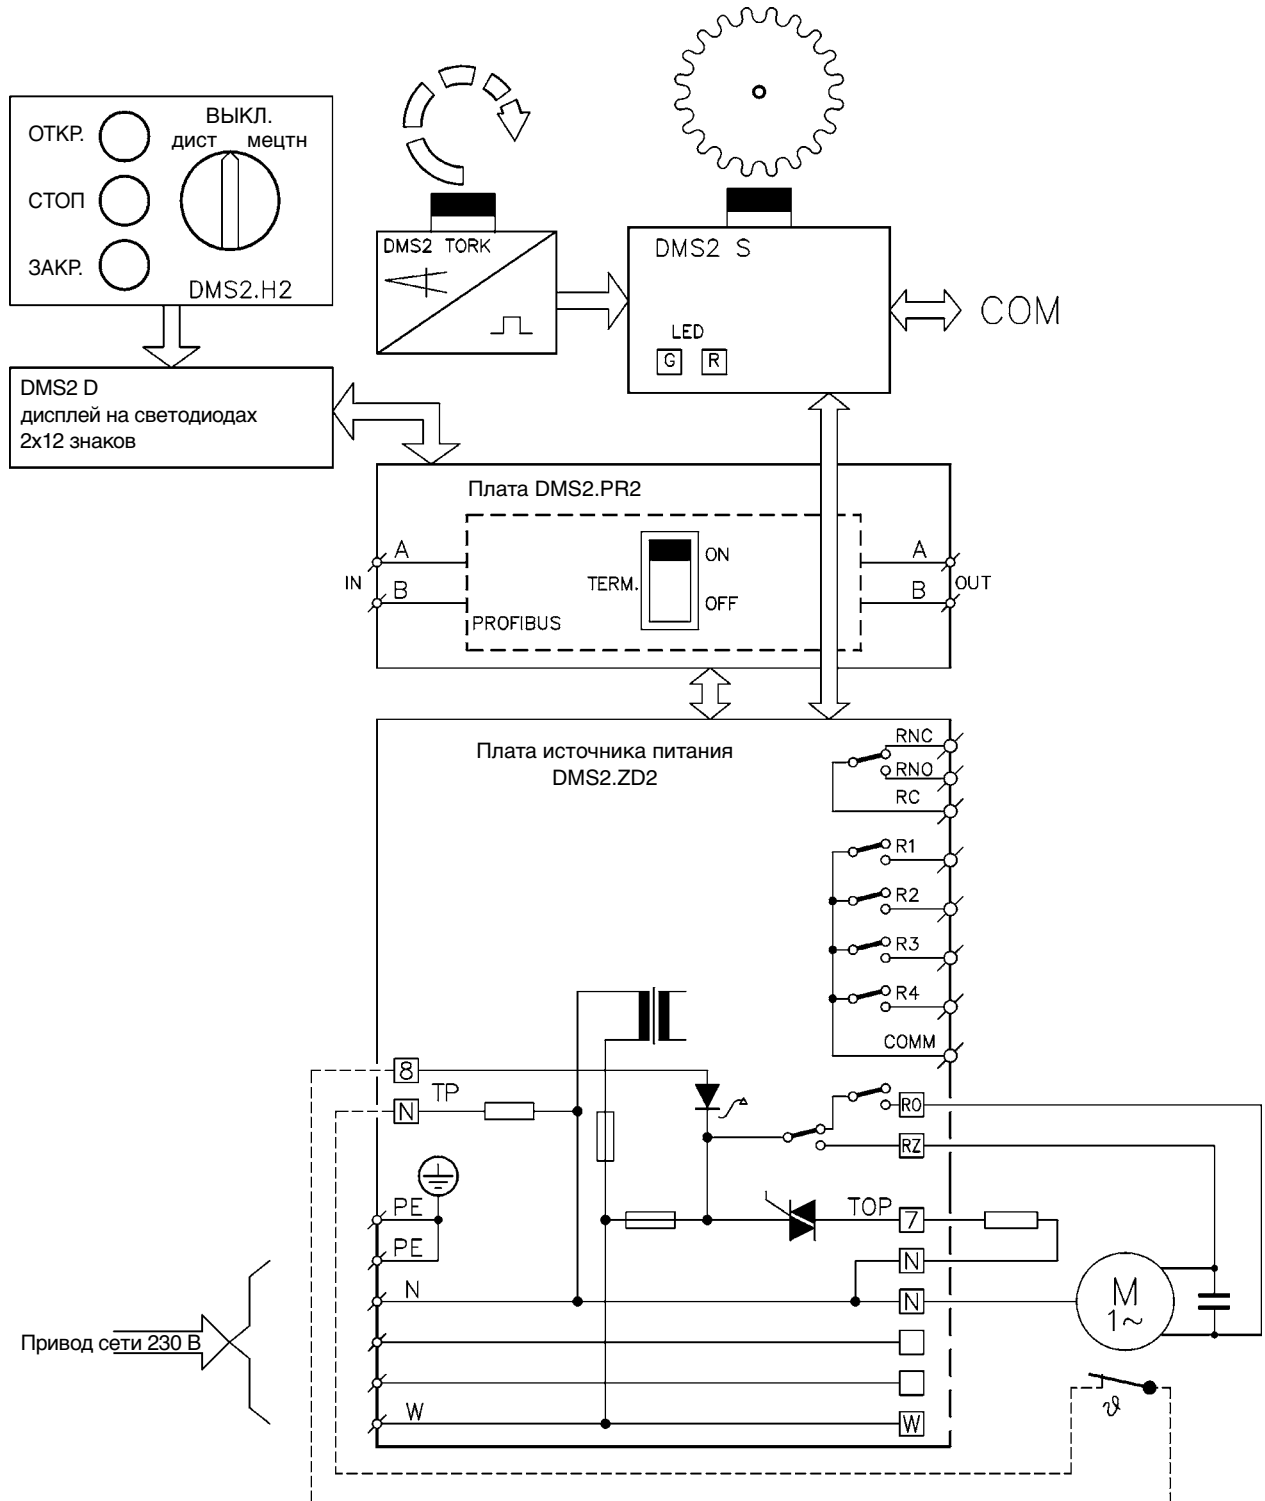 ОТКР.
СТОП
ЗАКР.
ВЫКЛ.
дист мецтн
DMS2.H2
DMS2 TORK
DMS2 S
LED
G R
COM
DMS2 D
дисплей на светодиодах
2x12 знаков
Плата DMS2.PR2
IN
A
B
PROFIBUS
TERM.
ON
OFF
A
B
OUT
Плата источника питания
DMS2.ZD2
RNC
RNO
RC
R1
R2
R3
R4
COMM
8
TP
N
RO
RZ
PE
PE
TOP
7
N
N
N
M
1~
Привод сети 230 В
W
W
ϑ